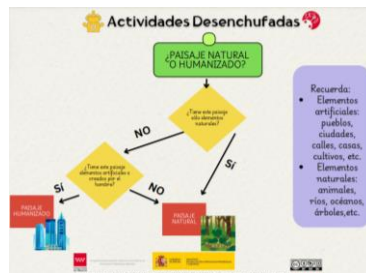 Actividades Desenchufadas
¿PAISAJE NATURAL
O HUMANIZADO?
¿Tiene este paisaje
sólo elementos
naturales?
NO
Sí
¿Tiene este paisaje
elementos artificiales o
creados por el
hombre?
Sí
NO
PAISAJE
HUMANIZADO
PAISAJE
NATURAL
Recuerda:
• Elementos
artificiales:
pueblos,
ciudades,
calles, casas,
cultivos, etc.
• Elementos
naturales:
animales,
ríos, océanos,
árboles,etc.